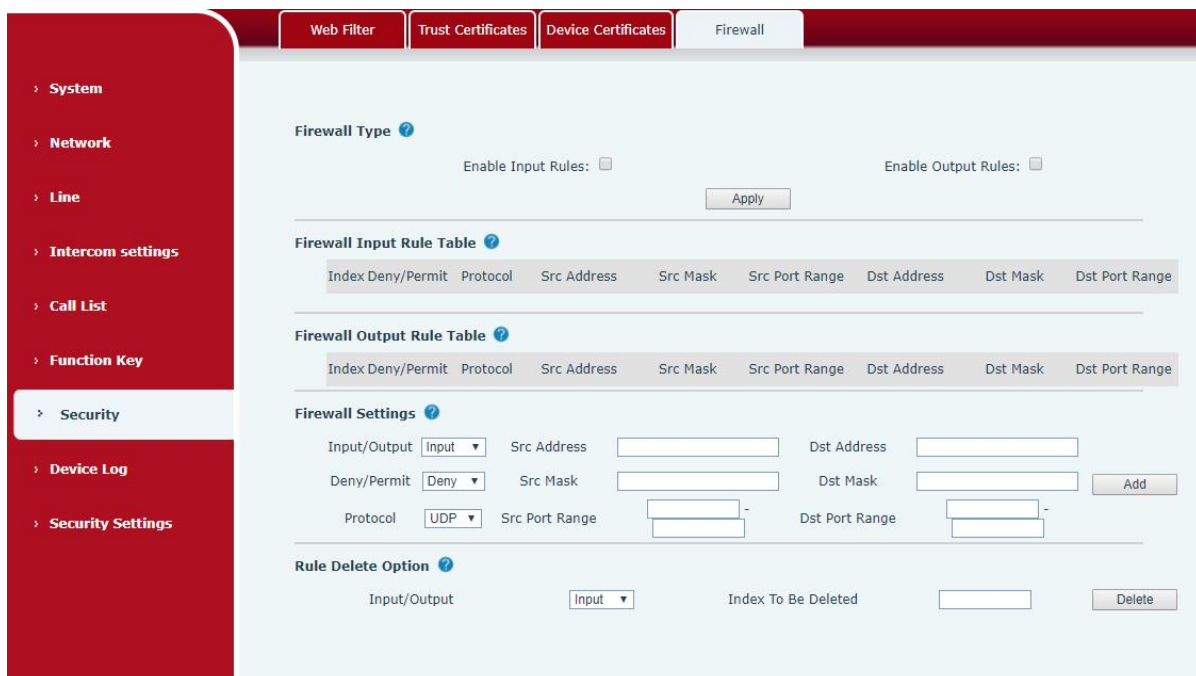 Web Filter Trust Certificates Device Certificates Firewall
› System
› Network
› Line
› Intercom settings
› Call List
› Function Key
› Security
› Device Log
› Security Settings
Firewall Type ?
Enable Input Rules: Enable Output Rules:
Apply
Firewall Input Rule Table ?
Index Deny/Permit Protocol Src Address Src Mask Src Port Range Dst Address Dst Mask Dst Port Range
Firewall Output Rule Table ?
Index Deny/Permit Protocol Src Address Src Mask Src Port Range Dst Address Dst Mask Dst Port Range
Firewall Settings ?
Input/Output Input Src Address Dst Address
Deny/Permit Deny Src Mask Dst Mask Add
Protocol UDP Src Port Range - Dst Port Range -
Rule Delete Option ?
Input/Output Input Index To Be Deleted Delete